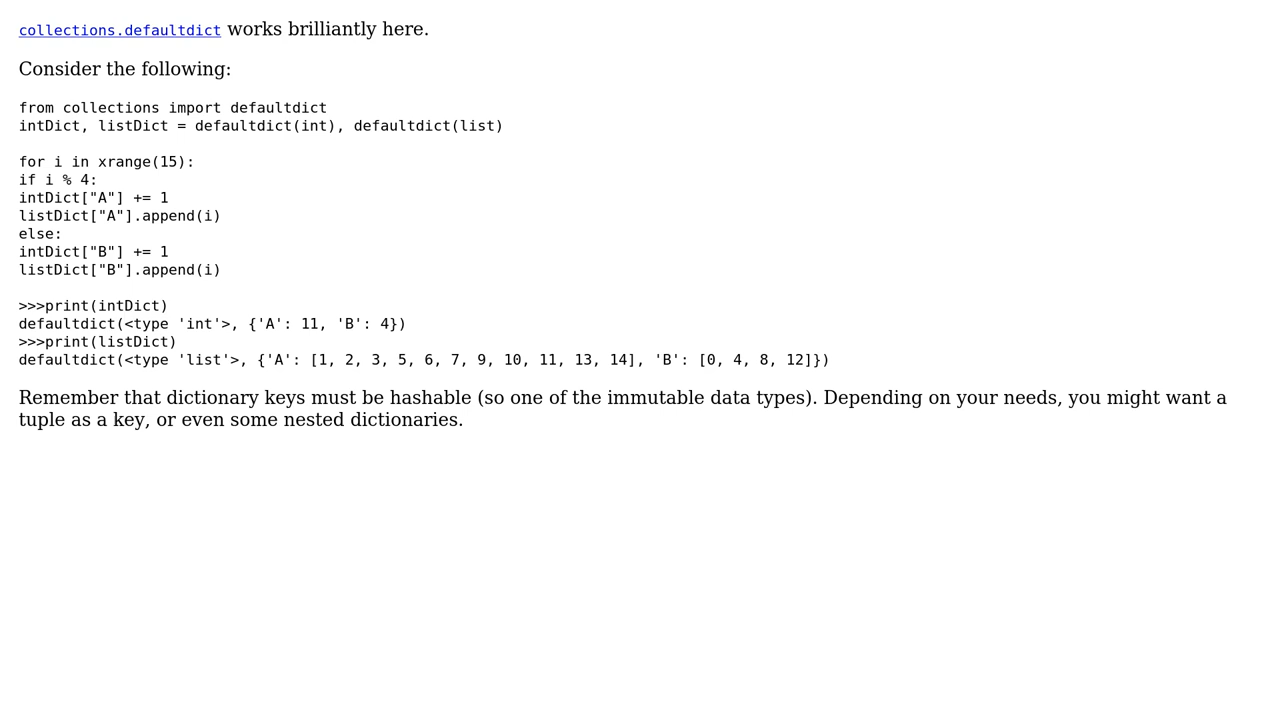 collections.defaultdict works brilliantly here.
Consider the following:
from collections import defaultdict
intDict, listDict = defaultdict(int), defaultdict(list)
for i in xrange(15):
if i % 4:
intDict["A"] += 1
listDict["A"].append(i)
else:
intDict["B"] += 1
listDict["B"].append(i)
>>>print(intDict)
defaultdict(<type 'int'>, {'A': 11, 'B': 4})
>>>print(listDict)
defaultdict(<type 'list'>, {'A': [1, 2, 3, 5, 6, 7, 9, 10, 11, 13, 14], 'B': [0, 4, 8, 12]})
Remember that dictionary keys must be hashable (so one of the immutable data types). Depending on your needs, you might want a
tuple as a key, or even some nested dictionaries.